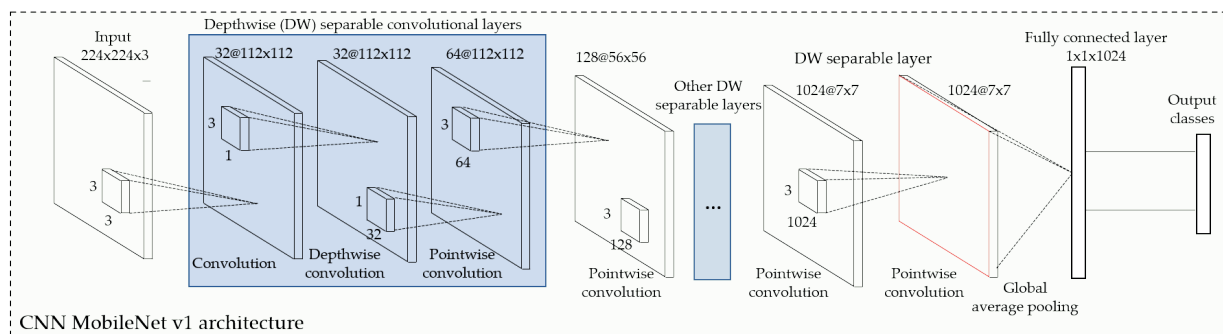 Depthwise (DW) separable convolutional layers
Input
224x224x3
32@112x112
32@112x112
64@112x112
128@56x56
Other DW
separable layers
DW separable layer
1024@7x7
1024@7x7
Fully connected layer
1x1x1024
Output
classes
3
3
3
1
1
32
3
64
3
128
...
3
1024
Convolution
Depthwise
convolution
Pointwise
convolution
Pointwise
convolution
Pointwise
convolution
Pointwise
convolution
Global
average pooling
CNN MobileNet v1 architecture